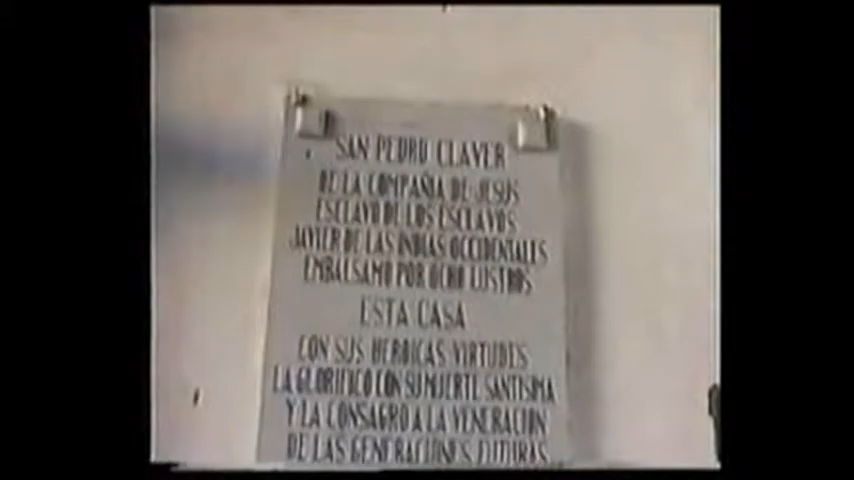 SAN PEDRO CLAVER
DE LA COMPAÑIA DE JESUS
ESCLAVO DE LOS ESCLAVOS
JAVIER DE LAS INDIAS OCCIDENTALES
EMBALSAMO POR OCHO LUSTROS
ESTA CASA
CON SUS HEROICAS VIRTUDES
LA GLORIFICO CON SU MUERTE SANTISIMA
Y LA CONSAGRO A LA VENERACION
DE LAS GENERACIONES FUTURAS